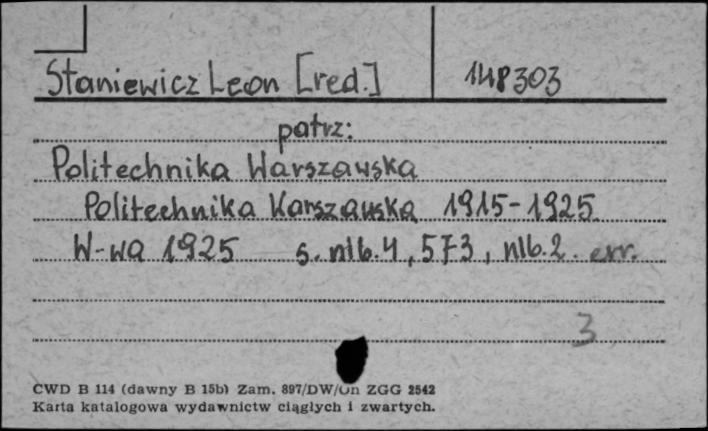 Staniewicz Leon [red.] 148303
patrz:
Politechnika Warszawska
Politechnika Warszawska 1915-1925
W-wa 1925 s. nlb. 4, 573, nlb. 2. err.
3
CWD B 114 (dawny B 15b) Zam. 897/DW/Un ZGG 2542
Karta katalogowa wydawnictw ciągłych i zwartych.